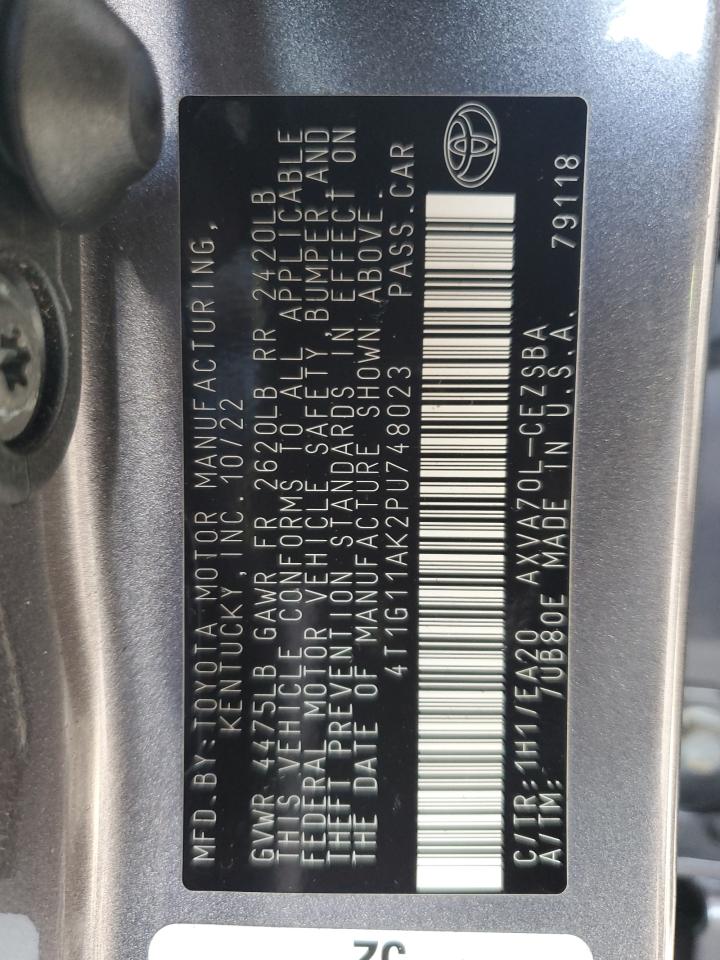 MFD.BY:TOYOTA MOTOR MANUFACTURING,
KENTUCKY, INC. 10/22
GVWR 4475LB GAWR FR 2620LB RR 2420LB
THIS VEHICLE CONFORMS TO ALL APPLICABLE
FEDERAL MOTOR VEHICLE SAFETY, BUMPER, AND
THEFT PREVENTION STANDARDS IN EFFECT ON
THE DATE OF MANUFACTURE SHOWN ABOVE.
4T1G11AK2PU748023 PASS.CAR
C/TR:1H1/EA20 AXVA70L-CEZSBA
A/TM: /UB80E MADE IN U.S.A. 79118